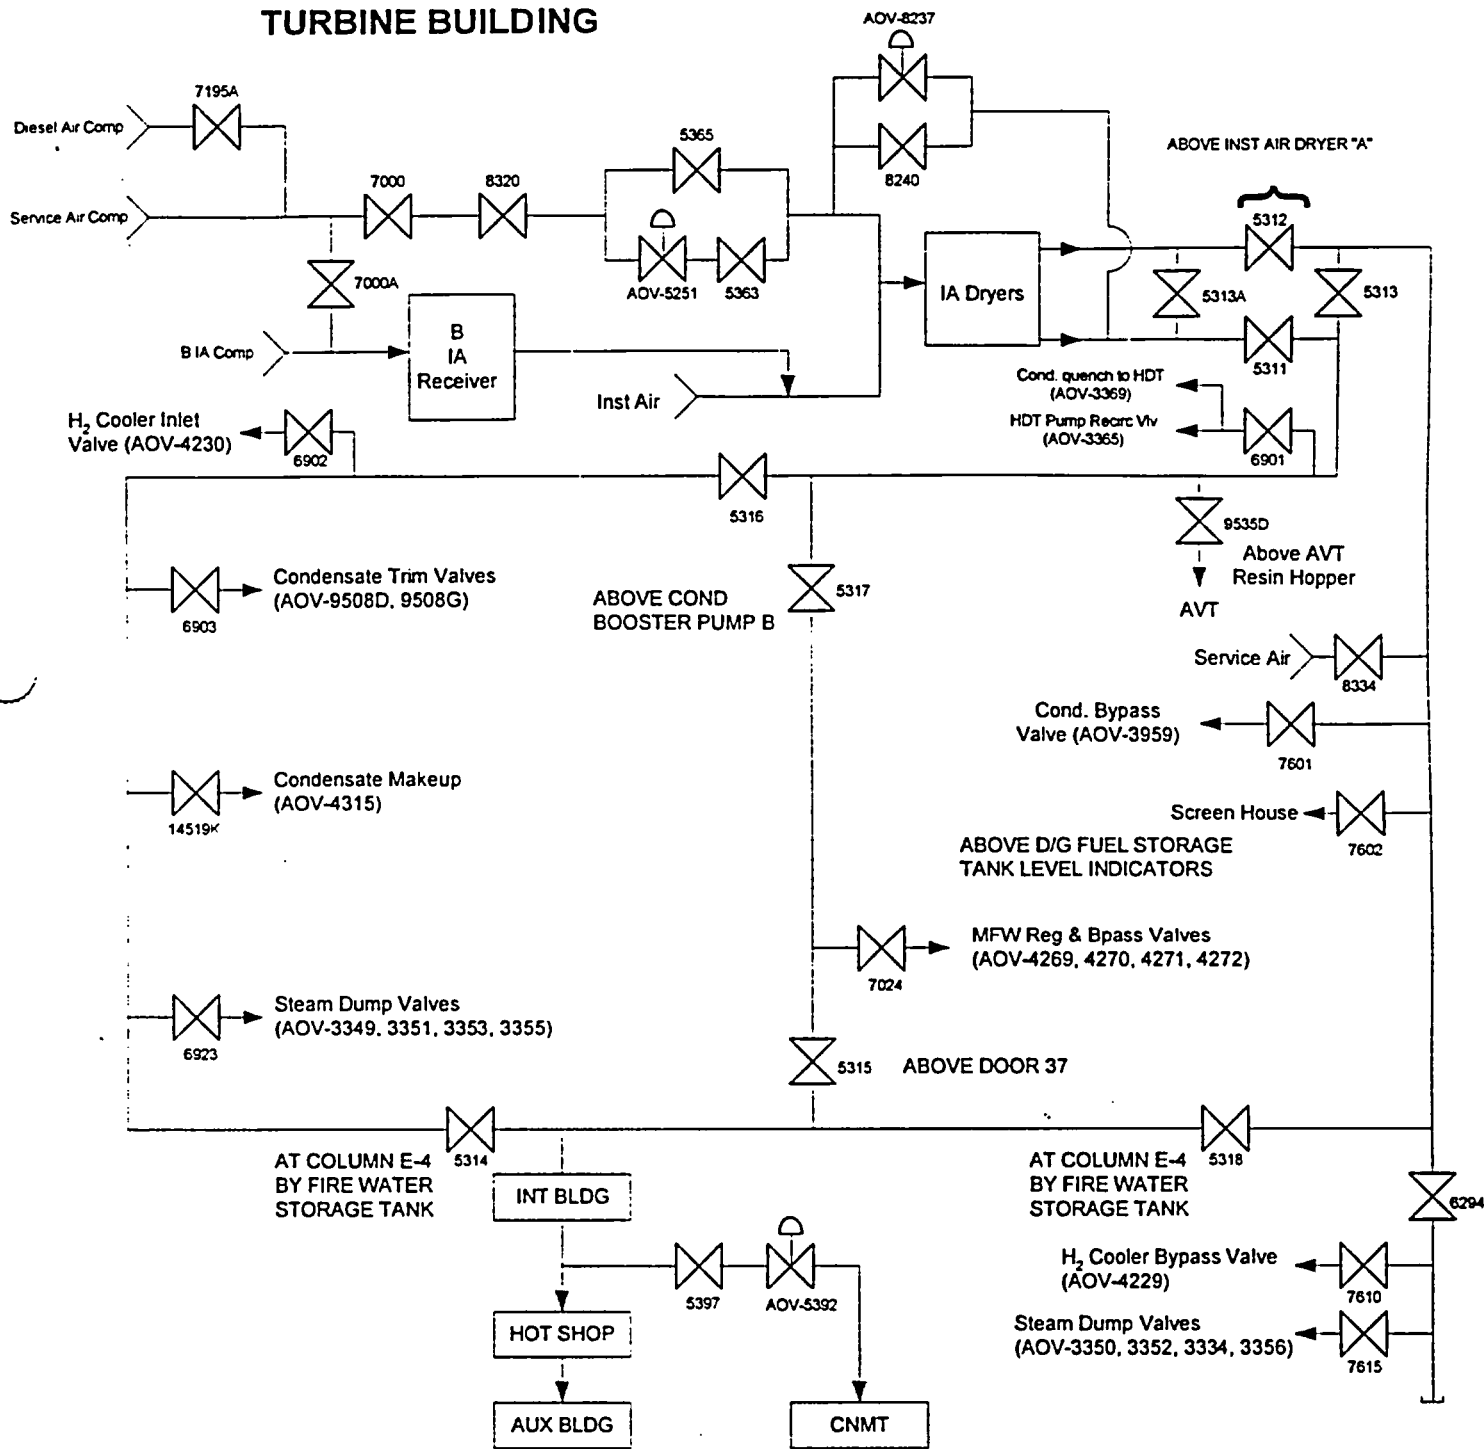 TURBINE BUILDING
AOV-8237
7195A
Diesel Air Comp
5365
ABOVE INST AIR DRYER "A"
8240
7000
8320
Service Air Comp
5312
7000A
AOV-5251
5363
IA Dryers
5313A
5313
B
IA
Receiver
B IA Comp
5311
Inst Air
Cond. quench to HDT
(AOV-3369)
HDT Pump Recirc Vlv
(AOV-3365)
6901
H2 Cooler Inlet
Valve (AOV-4230)
6902
5316
9535D
Above AVT
Resin Hopper
AVT
Condensate Trim Valves
(AOV-9508D, 9508G)
6903
ABOVE COND
BOOSTER PUMP B
5317
Service Air
8334
Cond. Bypass
Valve (AOV-3959)
7601
Condensate Makeup
(AOV-4315)
14519K
Screen House
7602
ABOVE D/G FUEL STORAGE
TANK LEVEL INDICATORS
MFW Reg & Bpass Valves
(AOV-4269, 4270, 4271, 4272)
7024
Steam Dump Valves
(AOV-3349, 3351, 3353, 3355)
6923
5315
ABOVE DOOR 37
5314
5318
AT COLUMN E-4
BY FIRE WATER
STORAGE TANK
INT BLDG
AT COLUMN E-4
BY FIRE WATER
STORAGE TANK
6294
H2 Cooler Bypass Valve
(AOV-4229)
7610
5397
AOV-5392
HOT SHOP
Steam Dump Valves
(AOV-3350, 3352, 3334, 3356)
7615
AUX BLDG
CNMT